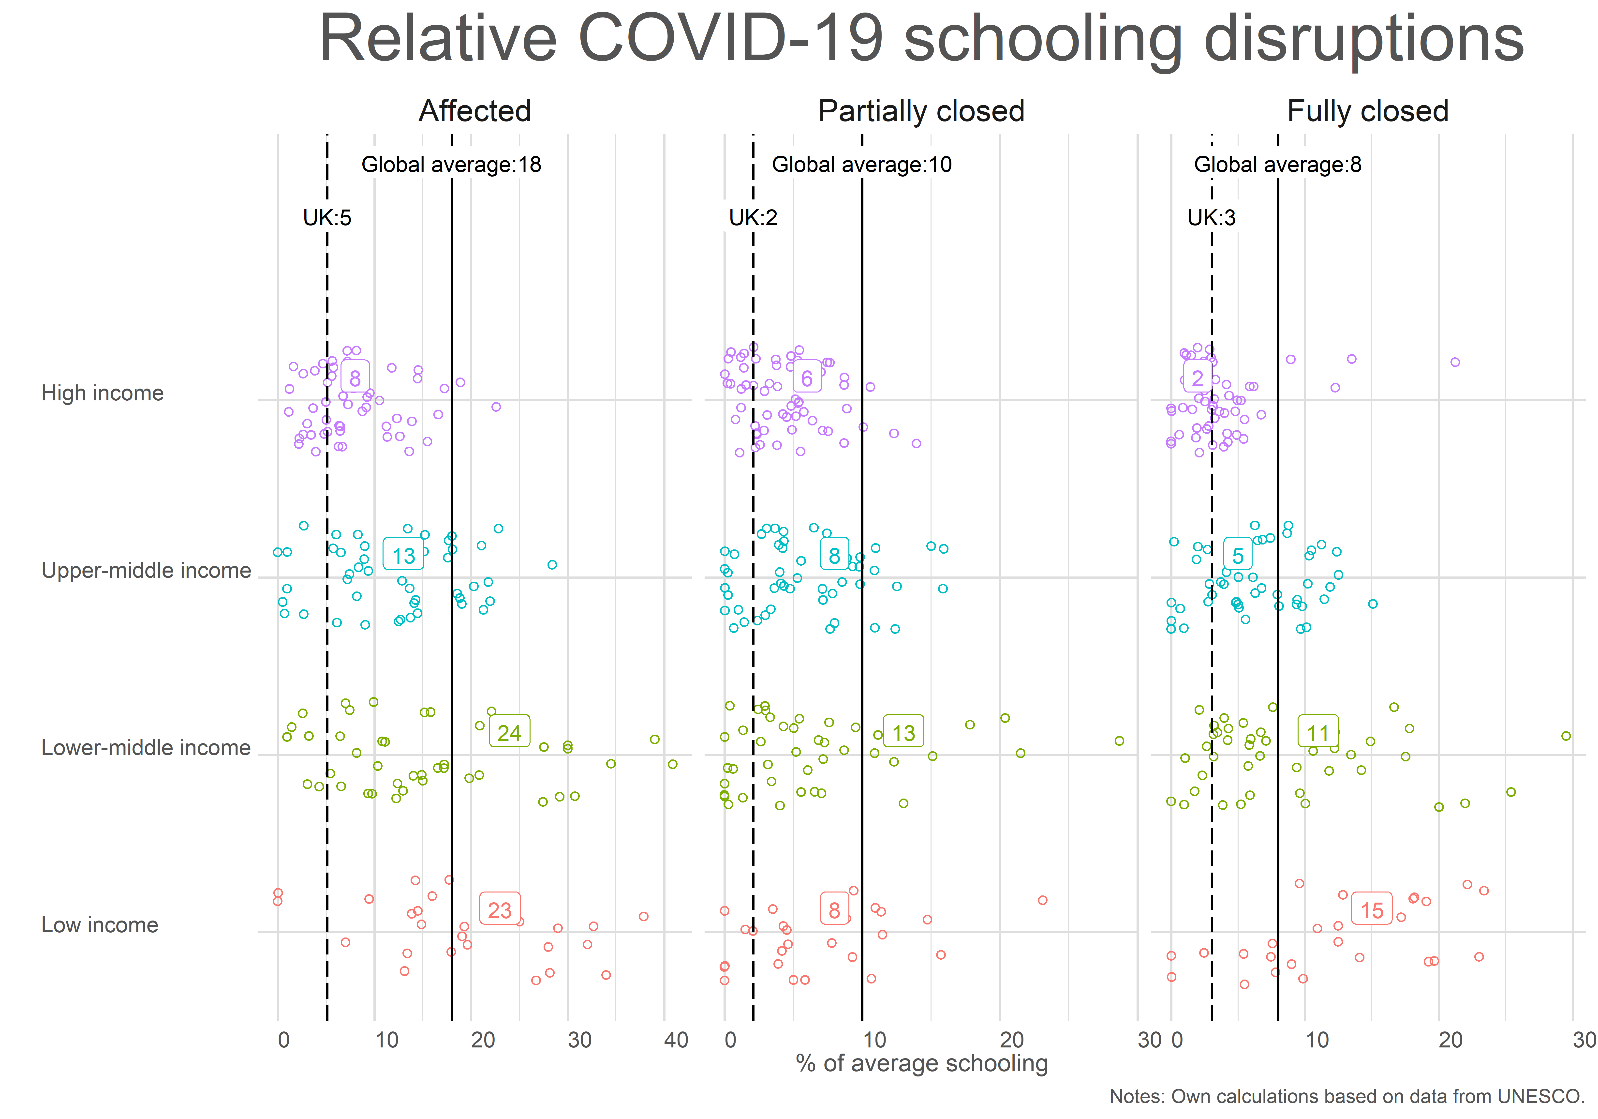 Relative COVID-19 schooling disruptions
Affected Partially closed Fully closed
Global average:18 Global average:10 Global average:8
UK:5 UK:2 UK:3
High income 8 6 2
Upper-middle income 13 8 5
Lower-middle income 24 13 11
Low income 23 8 15
0 10 20 30 40 0 10 20 30 0 10 20 30
% of average schooling
Notes: Own calculations based on data from UNESCO.